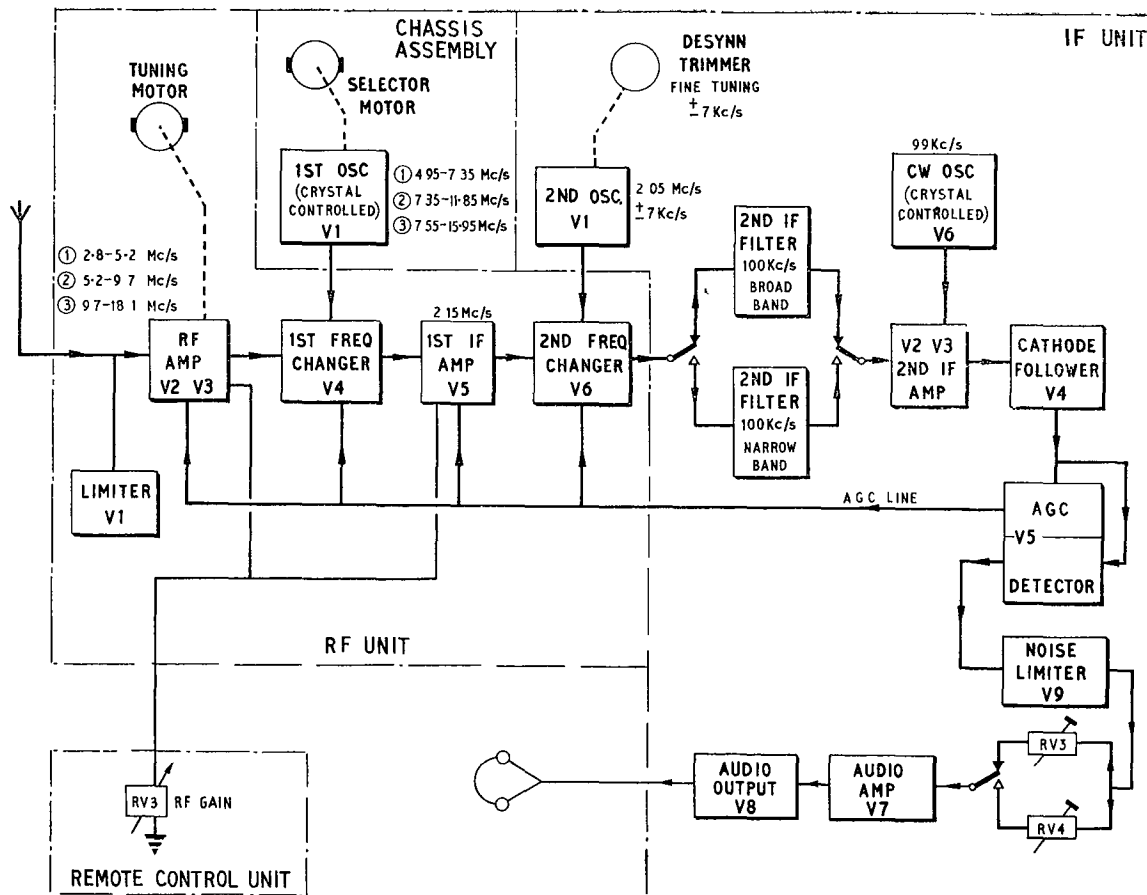 CHASSIS
ASSEMBLY
IF UNIT
TUNING
MOTOR
SELECTOR
MOTOR
DESYNN
TRIMMER
FINE TUNING
± 7 Kc/s
1ST OSC
(CRYSTAL
CONTROLLED)
V1
① 4 95-7 35 Mc/s
② 7 35-11·85 Mc/s
③ 7 55-15·95 Mc/s
2ND OSC,
V1
2 05 Mc/s
± 7Kc/s
2ND IF
FILTER
100Kc/s
BROAD
BAND
99Kc/s
CW OSC
(CRYSTAL
CONTROLLED)
V6
① 2·8-5·2 Mc/s
② 5·2-9 7 Mc/s
③ 9 7-18 1 Mc/s
RF
AMP
V2 V3
1ST FREQ
CHANGER
V4
2 15 Mc/s
1ST IF
AMP
V5
2ND FREQ
CHANGER
V6
2ND IF
FILTER
100Kc/s
NARROW
BAND
V2 V3
2ND IF
AMP
CATHODE
FOLLOWER
V4
LIMITER
V1
AGC LINE
AGC
V5
DETECTOR
RF UNIT
NOISE
LIMITER
V9
RV3
RV4
AUDIO
AMP
V7
AUDIO
OUTPUT
V8
RV3
RF GAIN
REMOTE CONTROL UNIT